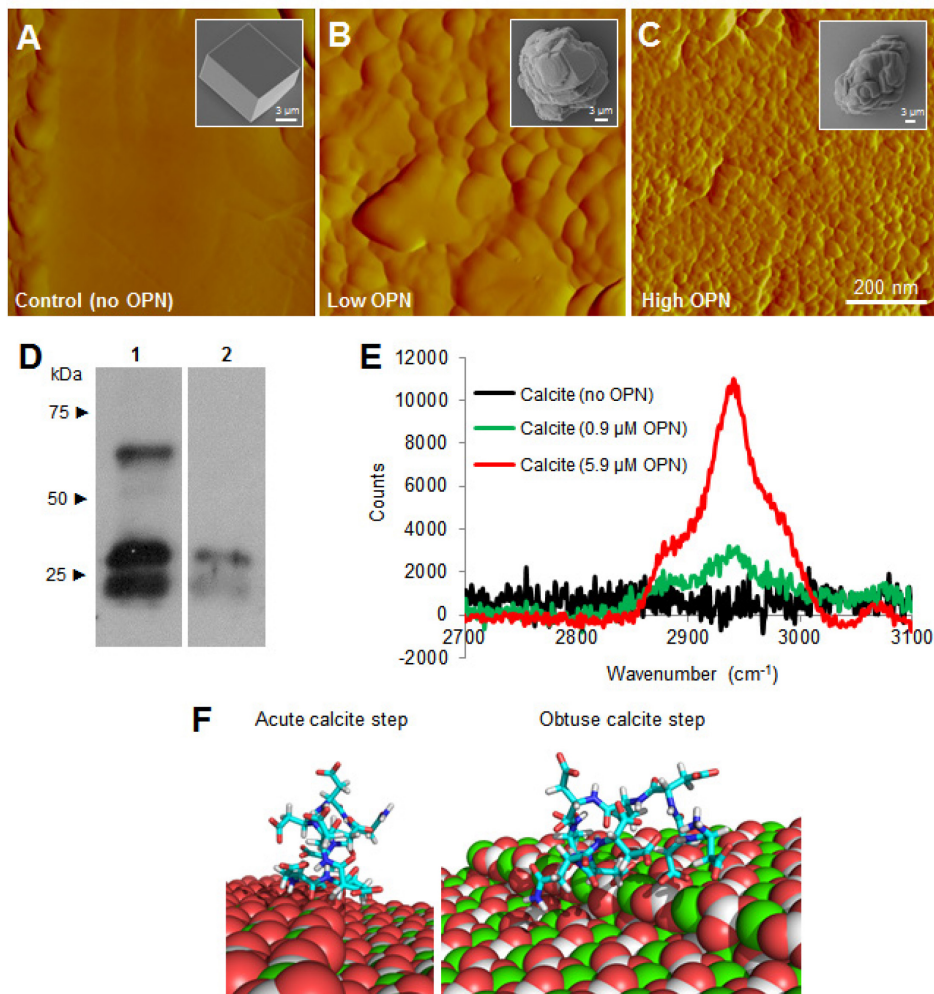 A
3 µm
Control (no OPN)
B
3 µm
Low OPN
C
3 µm
High OPN
200 nm
D
1
2
kDa
75
50
25
E
12000
10000
8000
6000
4000
2000
0
-2000
Counts
Calcite (no OPN)
Calcite (0.9 µM OPN)
Calcite (5.9 µM OPN)
2700
2800
2900
3000
3100
Wavenumber (cm⁻¹)
F
Acute calcite step
Obtuse calcite step